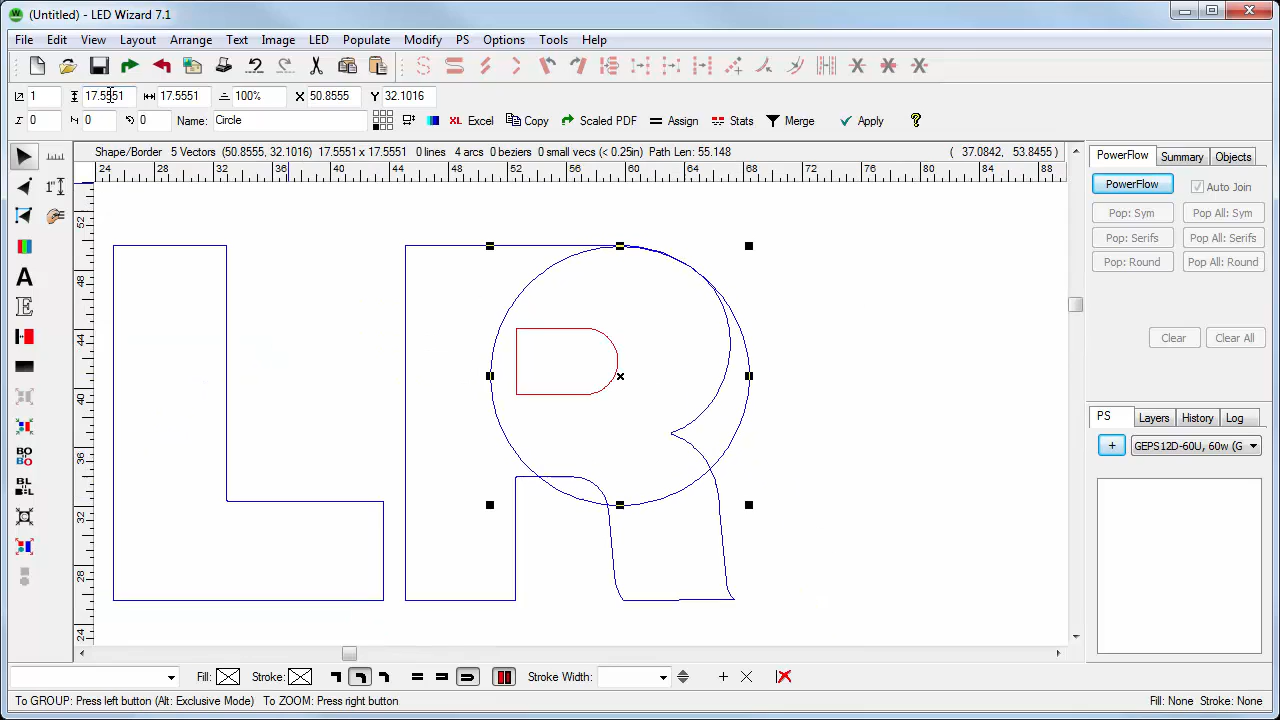 (Untitled) - LED Wizard 7.1
File Edit View Layout Arrange Text Image LED Populate Modify PS Options Tools Help
1 17.5551 17.5551 100% X 50.8555 Y 32.1016
0 0 0 Name: Circle XL Excel Copy Scaled PDF Assign Stats Merge Apply
Shape/Border 5 Vectors (50.8555, 32.1016) 17.5551 x 17.5551 0 lines 4 arcs 0 beziers 0 small vecs (< 0.25in) Path Len: 55.148 ( 37.0842, 53.8455)
24 28 32 36 40 44 48 52 56 60 64 68 72 76 80 84 88
52
48
44
40
36
32
28
24
1"
A
E
BO
BO
BL
BL
PowerFlow Summary Objects
PowerFlow Auto Join
Pop: Sym Pop All: Sym
Pop: Serifs Pop All: Serifs
Pop: Round Pop All: Round
Clear Clear All
PS Layers History Log
+ GEPS12D-60U, 60w (G
Fill: Stroke: Stroke Width:
To GROUP: Press left button (Alt: Exclusive Mode) To ZOOM: Press right button Fill: None Stroke: None